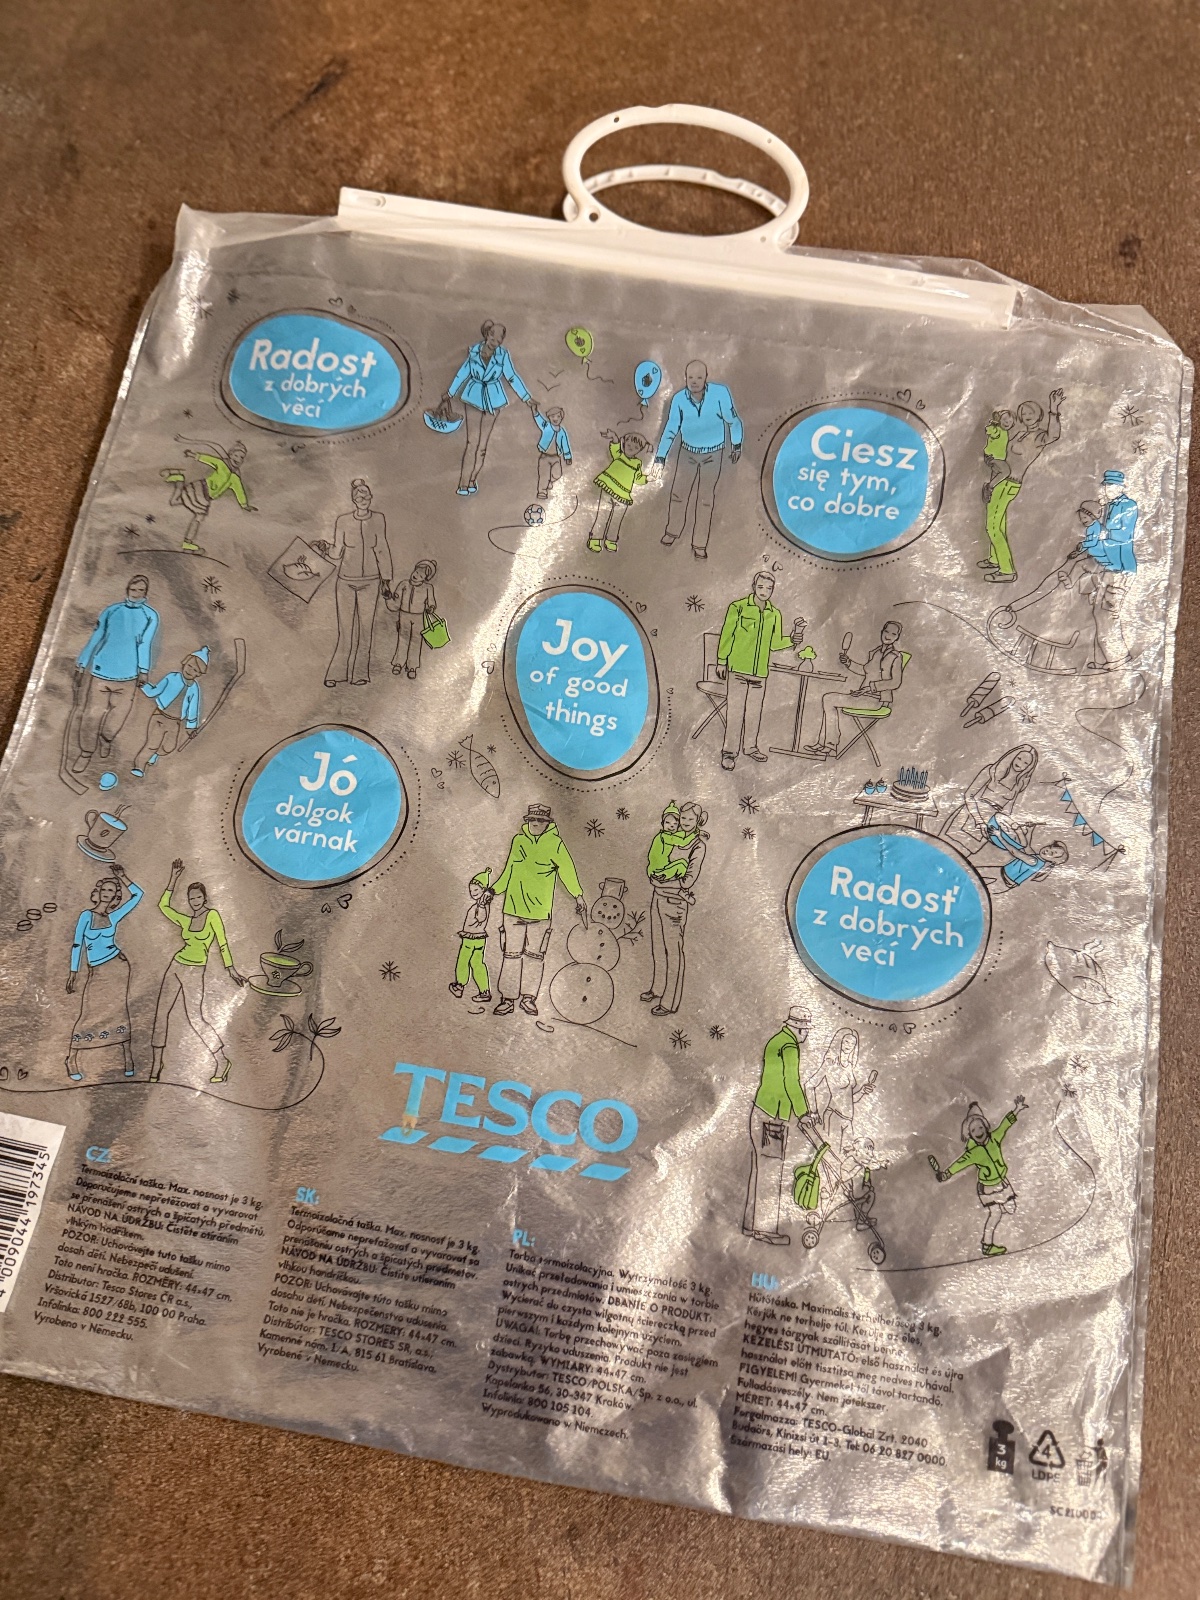 Radost
z dobrých
věcí
Ciesz
się tym,
co dobre
Joy
of good
things
Jó
dolgok
várnak
Radosť
z dobrých
vecí
TESCO
4 009044 197345
CZ:
Termoizolační taška. Max. nosnost je 3 kg.
Doporučujeme nepřetěžovat a vyvarovat
se přenášení ostrých a špičatých předmětů.
NÁVOD NA ÚDRŽBU: Čistěte otíráním
vlhkým hadříkem.
POZOR: Uchovávejte tuto tašku mimo
dosah dětí. Nebezpečí udušení.
Tato není hračka. ROZMĚRY: 44x47 cm.
Distributor: Tesco Stores ČR a.s.,
Vršovická 1527/68b, 100 00 Praha.
Infolinka: 800 222 555.
Vyrobeno v Německu.
SK:
Termoizolačná taška. Max. nosnosť je 3 kg.
Odporúčame nepreťažovať a vyvarovať sa
prenášaniu ostrých a špicatých predmetov.
NÁVOD NA ÚDRŽBU: Čistite utieraním
vlhkou handričkou.
POZOR: Uchovávajte túto tašku mimo
dosahu detí. Nebezpečenstvo udusenia.
Toto nie je hračka. ROZMERY: 44x47 cm.
Distribútor: TESCO STORES SR, a.s.,
Kamenné nám. 1/A, 815 61 Bratislava.
Vyrobené v Nemecku.
PL:
Torba termoizolacyjna. Wytrzymałość 3 kg.
Unikać przeładowania i umieszczania w torbie
ostrych przedmiotów. DBANIE O PRODUKT:
Wycierać do czysta wilgotną ściereczką przed
pierwszym i każdym kolejnym użyciem.
UWAGA! Torbę przechowywać poza zasięgiem
dzieci. Ryzyko uduszenia. Produkt nie jest
zabawką. WYMIARY: 44x47 cm.
Dystrybutor: TESCO/POLSKA/Sp. z o.o., ul.
Kapelanka 56, 30-347 Kraków.
Infolinia: 800 105 104.
Wyprodukowano w Niemczech.
HU:
Hűtőtáska. Maximális terhelhetőség 3 kg.
Kérjük ne terhelje túl. Kerülje az éles,
hegyes tárgyak szállítását benne.
KEZELÉSI ÚTMUTATÓ: első használat és újra
használat előtt tisztítsa meg nedves ruhával.
FIGYELEM! Gyermekektől távol tartandó.
Fulladásveszély. Nem játékszer.
MÉRET: 44x47 cm.
Forgalmazza: TESCO-Globál Zrt. 2040
Budaörs, Kinizsi út 1-3. Tel: 06 20 827 0000.
Származási hely: EU.
3
kg
4
LDPE